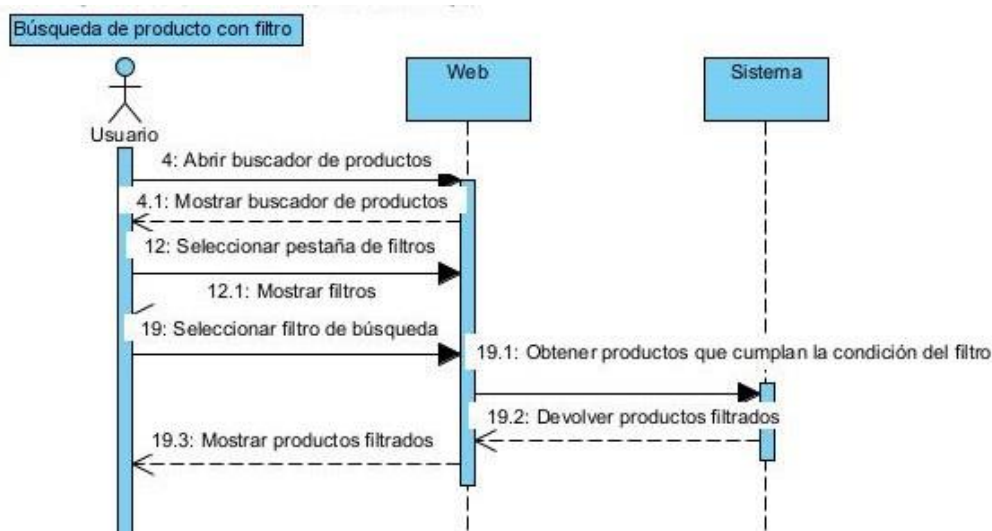 Búsqueda de producto con filtro
Web
Sistema
Usuario
4: Abrir buscador de productos
4.1: Mostrar buscador de productos
12: Seleccionar pestaña de filtros
12.1: Mostrar filtros
19: Seleccionar filtro de búsqueda
19.1: Obtener productos que cumplan la condición del filtro
19.2: Devolver productos filtrados
19.3: Mostrar productos filtrados